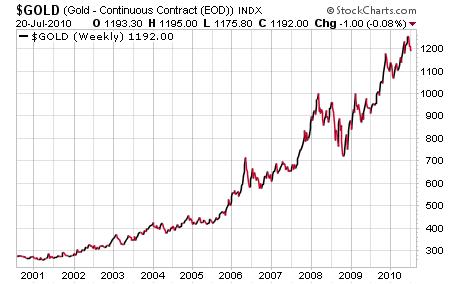 $GOLD (Gold - Continuous Contract (EOD)) INDX © StockCharts.com
20-Jul-2010 O 1193.30 H 1195.00 L 1175.80 C 1192.00 Chg -1.00 (-0.08%)
$GOLD (Weekly) 1192.00
1200
1100
1000
900
800
700
600
500
400
300
2001 2002 2003 2004 2005 2006 2007 2008 2009 2010